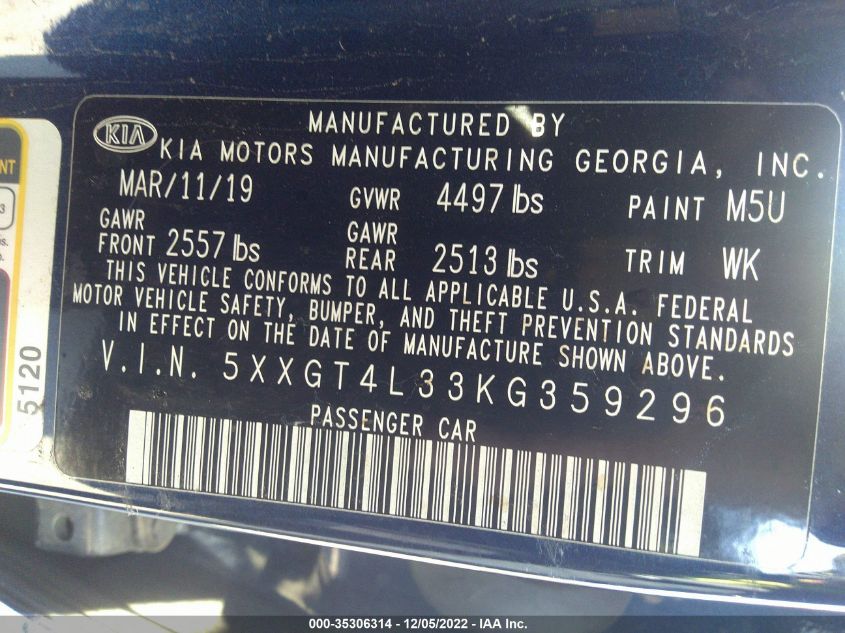 KIA
MANUFACTURED BY
KIA MOTORS MANUFACTURING GEORGIA, INC.
MAR/11/19 GVWR 4497 lbs PAINT M5U
GAWR FRONT 2557 lbs GAWR REAR 2513 lbs TRIM WK
THIS VEHICLE CONFORMS TO ALL APPLICABLE U.S.A. FEDERAL
MOTOR VEHICLE SAFETY, BUMPER, AND THEFT PREVENTION STANDARDS
IN EFFECT ON THE DATE OF MANUFACTURE SHOWN ABOVE.
V.I.N. 5XXGT4L33KG359296
PASSENGER CAR
5120
000-35306314 - 12/05/2022 - IAA Inc.